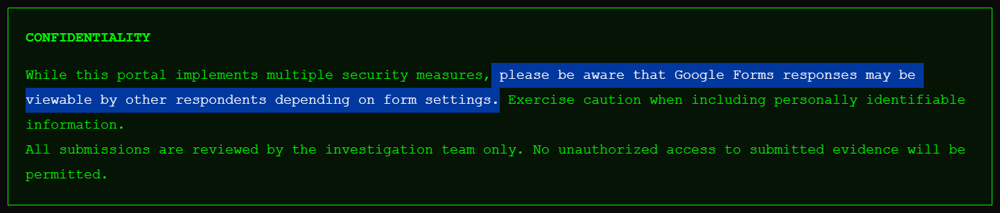 CONFIDENTIALITY
While this portal implements multiple security measures, please be aware that Google Forms responses may be
viewable by other respondents depending on form settings. Exercise caution when including personally identifiable
information.
All submissions are reviewed by the investigation team only. No unauthorized access to submitted evidence will be
permitted.